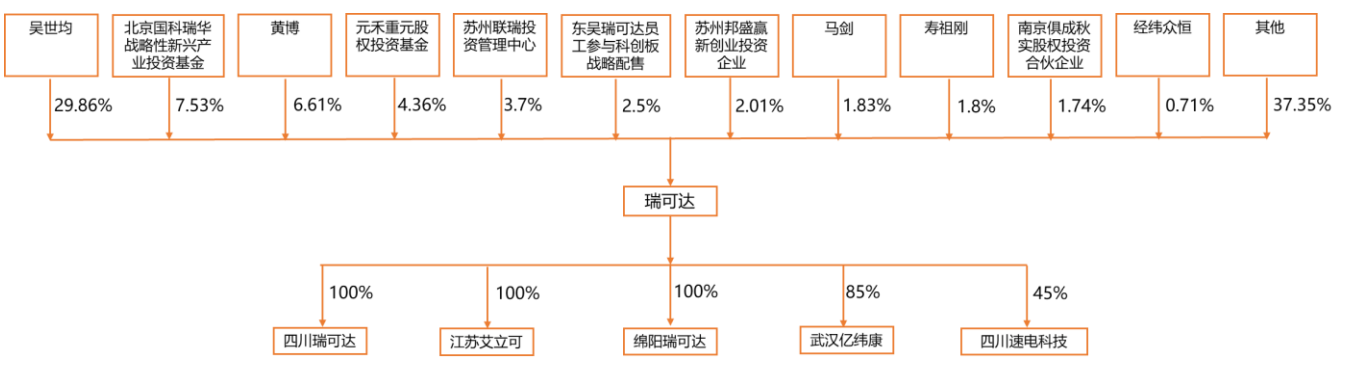 吴世均
北京国科瑞华
战略性新兴产
业投资基金
黄博
元禾重元股
权投资基金
苏州联瑞投
资管理中心
东吴瑞可达员
工参与科创板
战略配售
苏州邦盛赢
新创业投资
企业
马剑
寿祖刚
南京俱成秋
实股权投资
合伙企业
经纬众恒
其他
29.86%
7.53%
6.61%
4.36%
3.7%
2.5%
2.01%
1.83%
1.8%
1.74%
0.71%
37.35%
瑞可达
100%
100%
100%
85%
45%
四川瑞可达
江苏艾立可
绵阳瑞可达
武汉亿纬康
四川速电科技